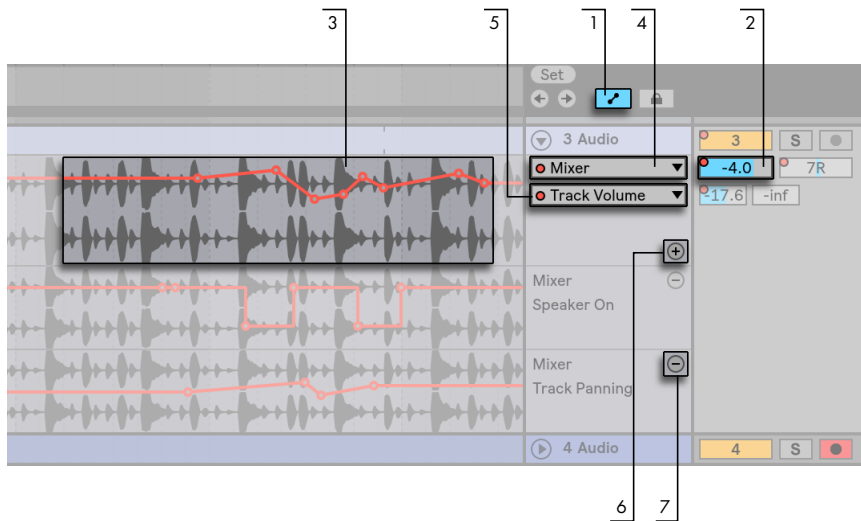 3 5 1 4 2
Set
3 Audio 3 S
Mixer -4.0 7R
Track Volume -17.6 -inf
Mixer
Speaker On
Mixer
Track Panning
4 Audio 4 S
6 7